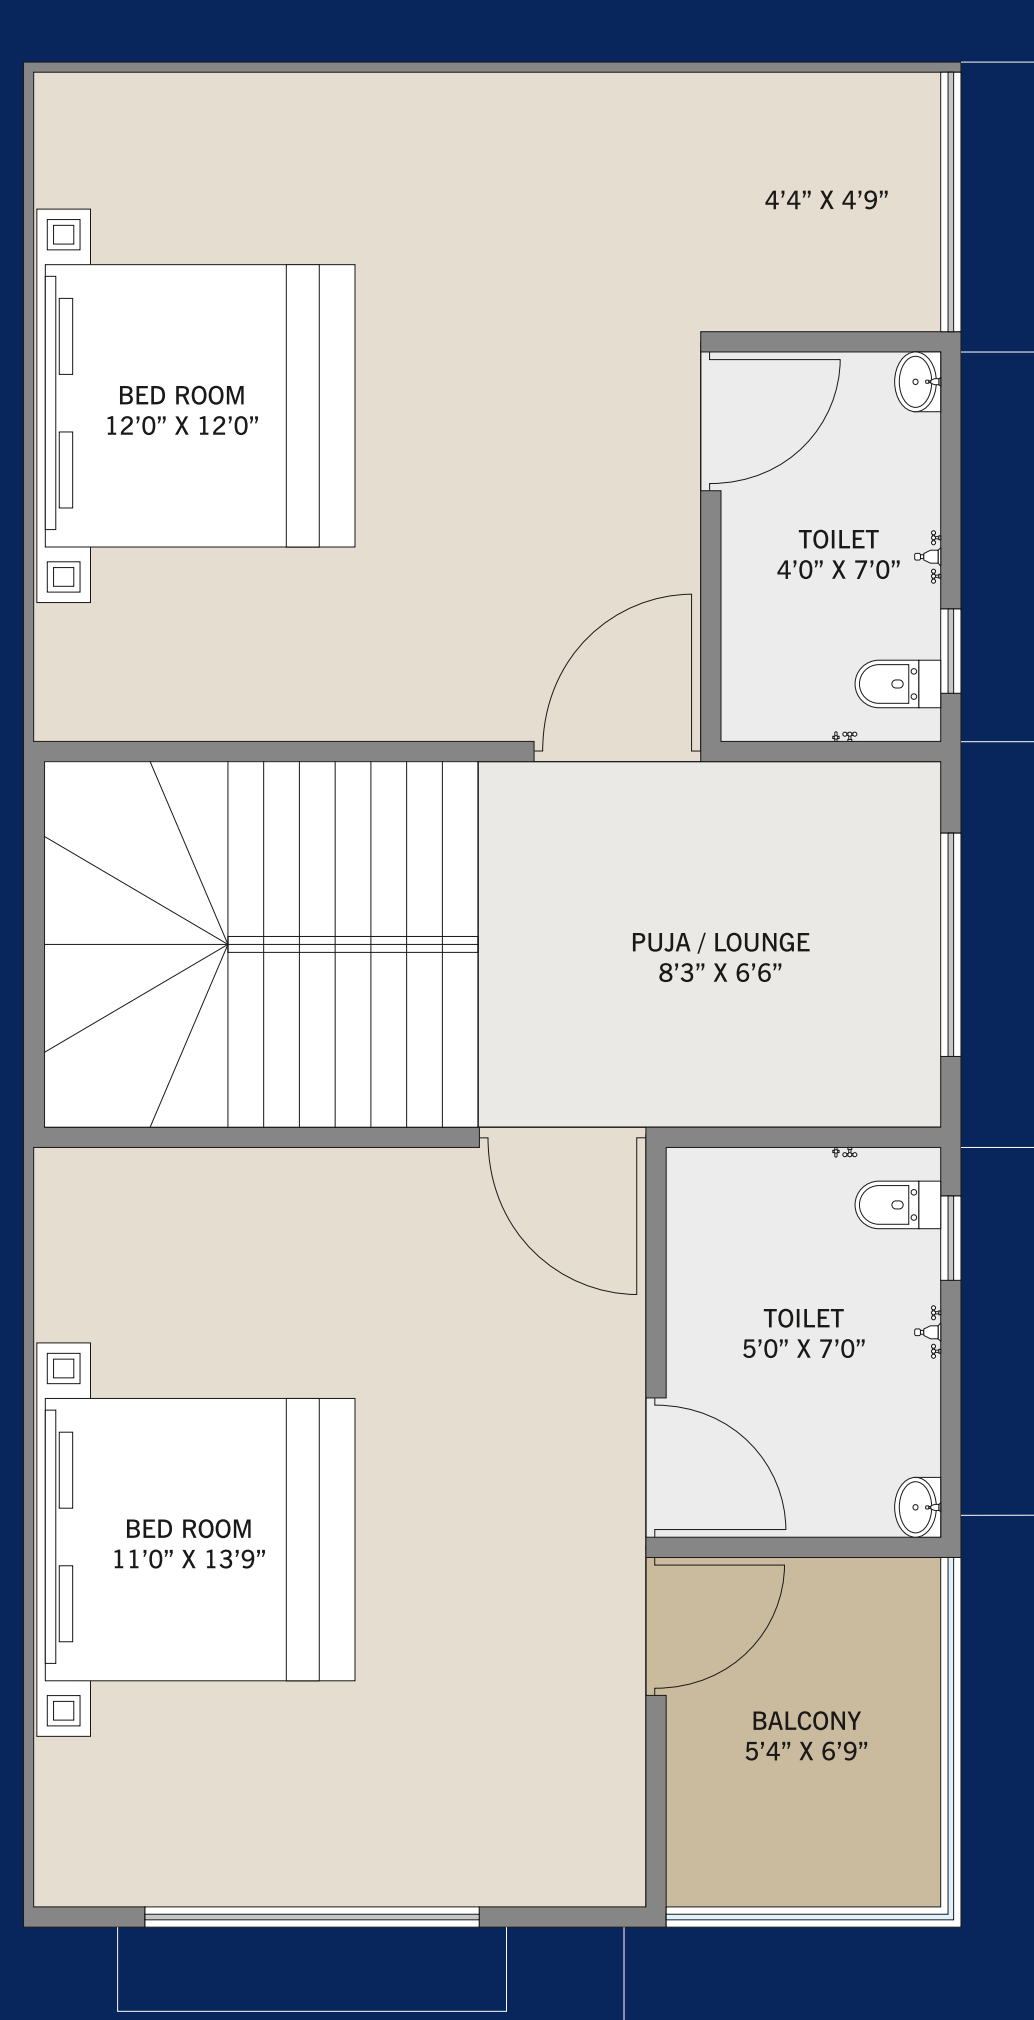 4’4” X 4’9”
BED ROOM
12’0” X 12’0”
TOILET
4’0” X 7’0”
PUJA / LOUNGE
8’3” X 6’6”
TOILET
5’0” X 7’0”
BED ROOM
11’0” X 13’9”
BALCONY
5’4” X 6’9”